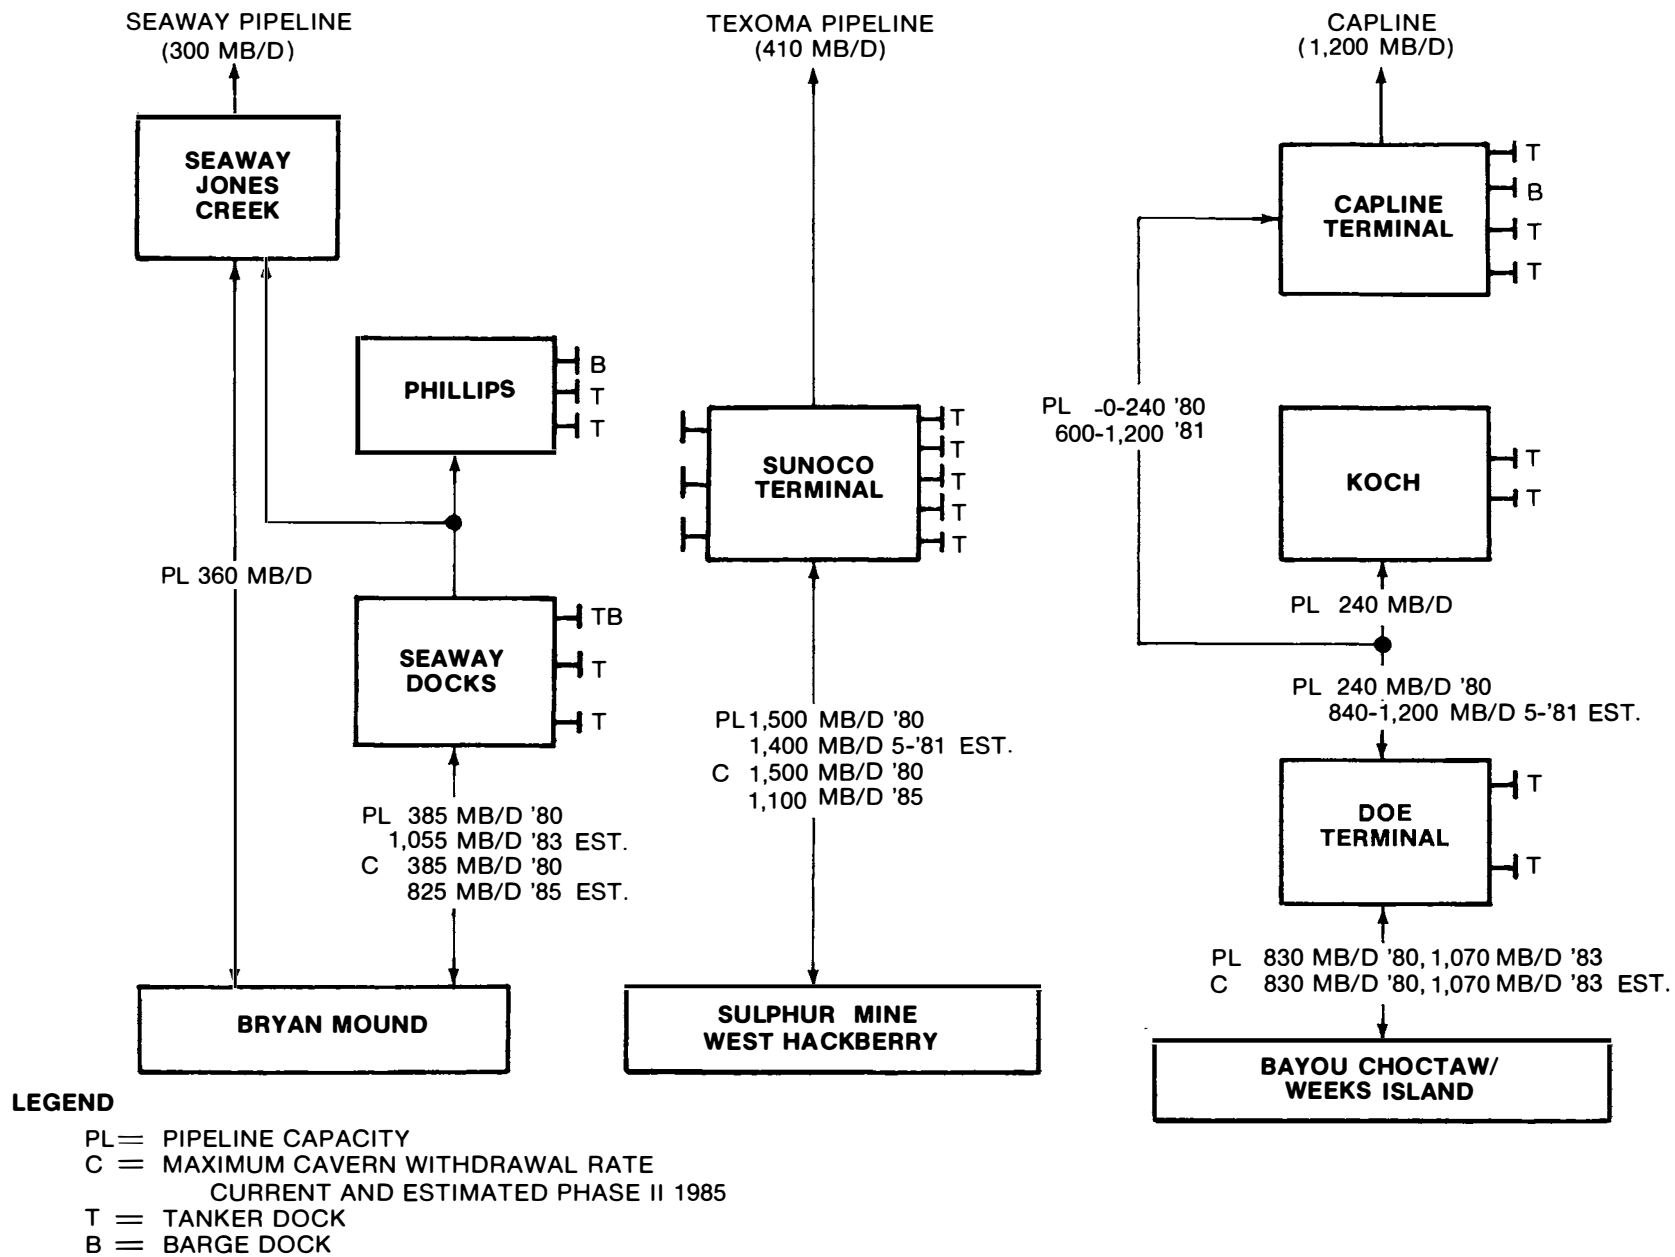 SEAWAY PIPELINE
(300 MB/D)
SEAWAY
JONES
CREEK
PHILLIPS
B
T
T
PL 360 MB/D
SEAWAY
DOCKS
TB
T
T
PL 385 MB/D '80
1,055 MB/D '83 EST.
C 385 MB/D '80
825 MB/D '85 EST.
BRYAN MOUND
TEXOMA PIPELINE
(410 MB/D)
SUNOCO
TERMINAL
T
T
T
T
T
PL 1,500 MB/D '80
1,400 MB/D 5-'81 EST.
C 1,500 MB/D '80
1,100 MB/D '85
SULPHUR MINE
WEST HACKBERRY
CAPLINE
(1,200 MB/D)
CAPLINE
TERMINAL
T
B
T
T
PL -0-240 '80
600-1,200 '81
KOCH
T
T
PL 240 MB/D
PL 240 MB/D '80
840-1,200 MB/D 5-'81 EST.
DOE
TERMINAL
T
T
PL 830 MB/D '80, 1,070 MB/D '83
C 830 MB/D '80, 1,070 MB/D '83 EST.
BAYOU CHOCTAW/
WEEKS ISLAND
LEGEND
PL = PIPELINE CAPACITY
C = MAXIMUM CAVERN WITHDRAWAL RATE
CURRENT AND ESTIMATED PHASE II 1985
T = TANKER DOCK
B = BARGE DOCK